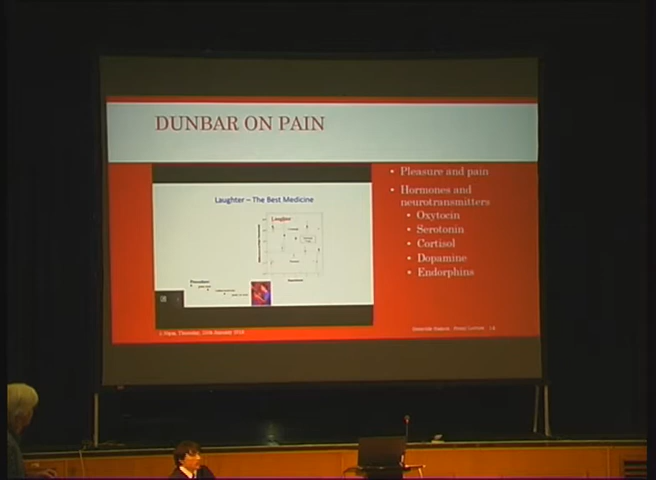 DUNBAR ON PAIN
Laughter – The Best Medicine
Laughter
• Pleasure and pain
• Hormones and
neurotransmitters
• Oxytocin
• Serotonin
• Cortisol
• Dopamine
• Endorphins